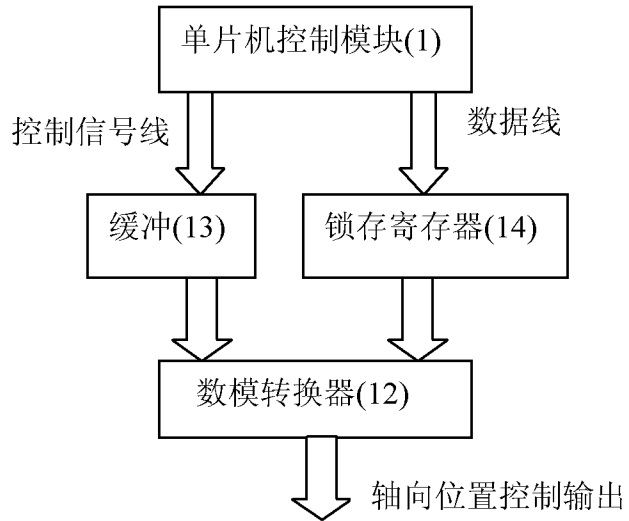 单片机控制模块(1)
控制信号线
数据线
缓冲(13)
锁存寄存器(14)
数模转换器(12)
轴向位置控制输出